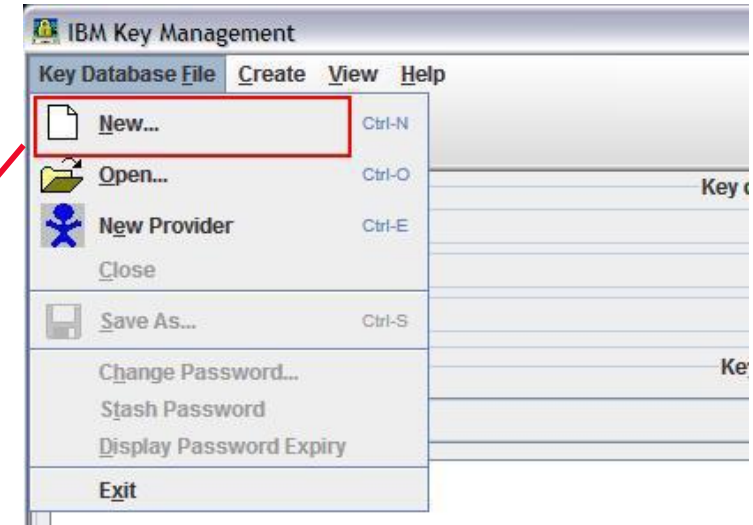 IBM Key Management
Key Database File Create View Help
New... Ctrl-N
Open... Ctrl-O
New Provider Ctrl-E
Close
Save As... Ctrl-S
Change Password...
Stash Password
Display Password Expiry
Exit
Key
Key